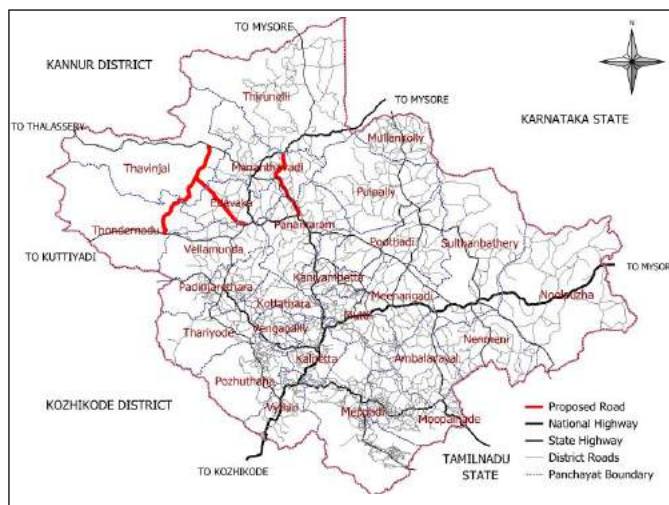 TO MYSORE
N
KANNUR DISTRICT
Thirunelli
TO MYSORE
KARNATAKA STATE
TO THALASSERY
Mullankolly
Thavinjal
Mananthavadi
Pulpally
Edavaka
Thondernadu
Panamaram
Poothadi
Sulthanbathery
Vellamunda
TO KUTTIYADI
TO MYSO
Kaniyambetta
Padinjarethara
Noolpuzha
Kottathara
Meenangadi
Muttil
Thariyode
Vengapally
Nenmeni
Kalpetta
Ambalavayal
Pozhuthana
KOZHIKODE DISTRICT
Vythiri
Meppadi
Moopainade
Proposed Road
National Highway
State Highway
District Roads
Panchayat Boundary
TAMILNADU
STATE
TO KOZHIKODE